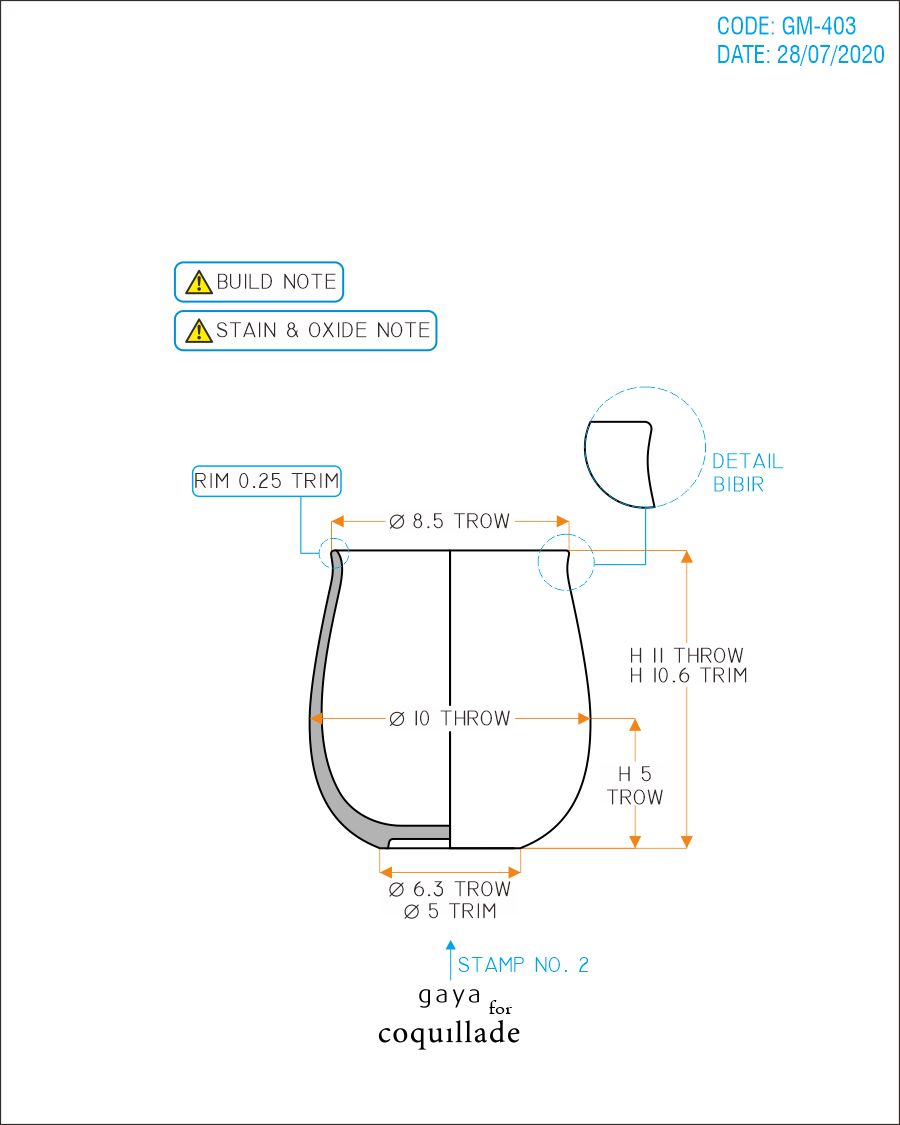 CODE: GM-403
DATE: 28/07/2020
BUILD NOTE
STAIN & OXIDE NOTE
DETAIL
BIBIR
RIM 0.25 TRIM
Ø 8.5 TROW
H 11 THROW
H 10.6 TRIM
Ø 10 THROW
H 5
TROW
Ø 6.3 TROW
Ø 5 TRIM
STAMP NO. 2
gaya for
coquillade